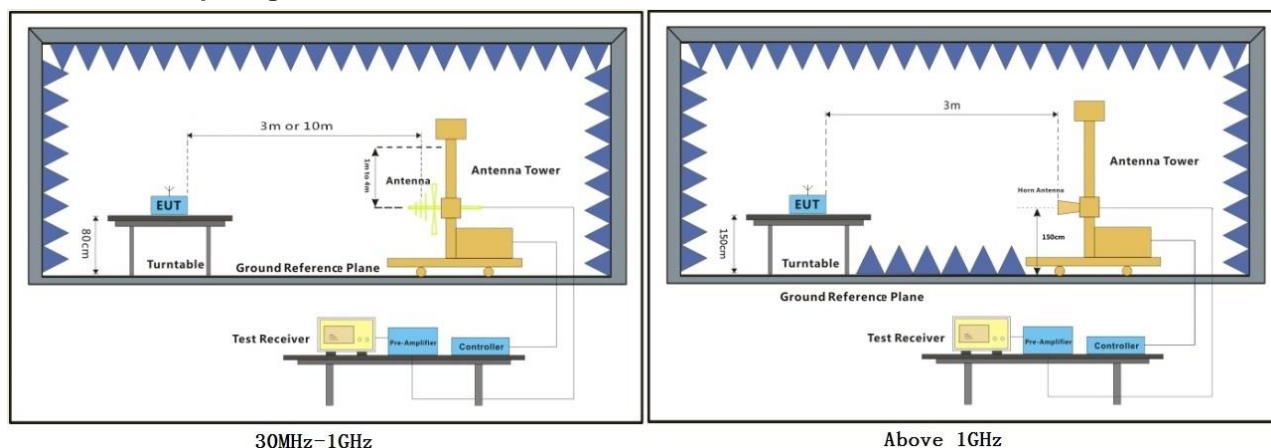 3m or 10m
1m to 4m
Antenna
Antenna Tower
EUT
80cm
Turntable
Ground Reference Plane
Test Receiver
Pre-Amplifier
Controller
30MHz-1GHz
3m
Antenna Tower
Horn Antenna
EUT
150cm
150cm
Turntable
Ground Reference Plane
Test Receiver
Pre-Amplifier
Controller
Above 1GHz